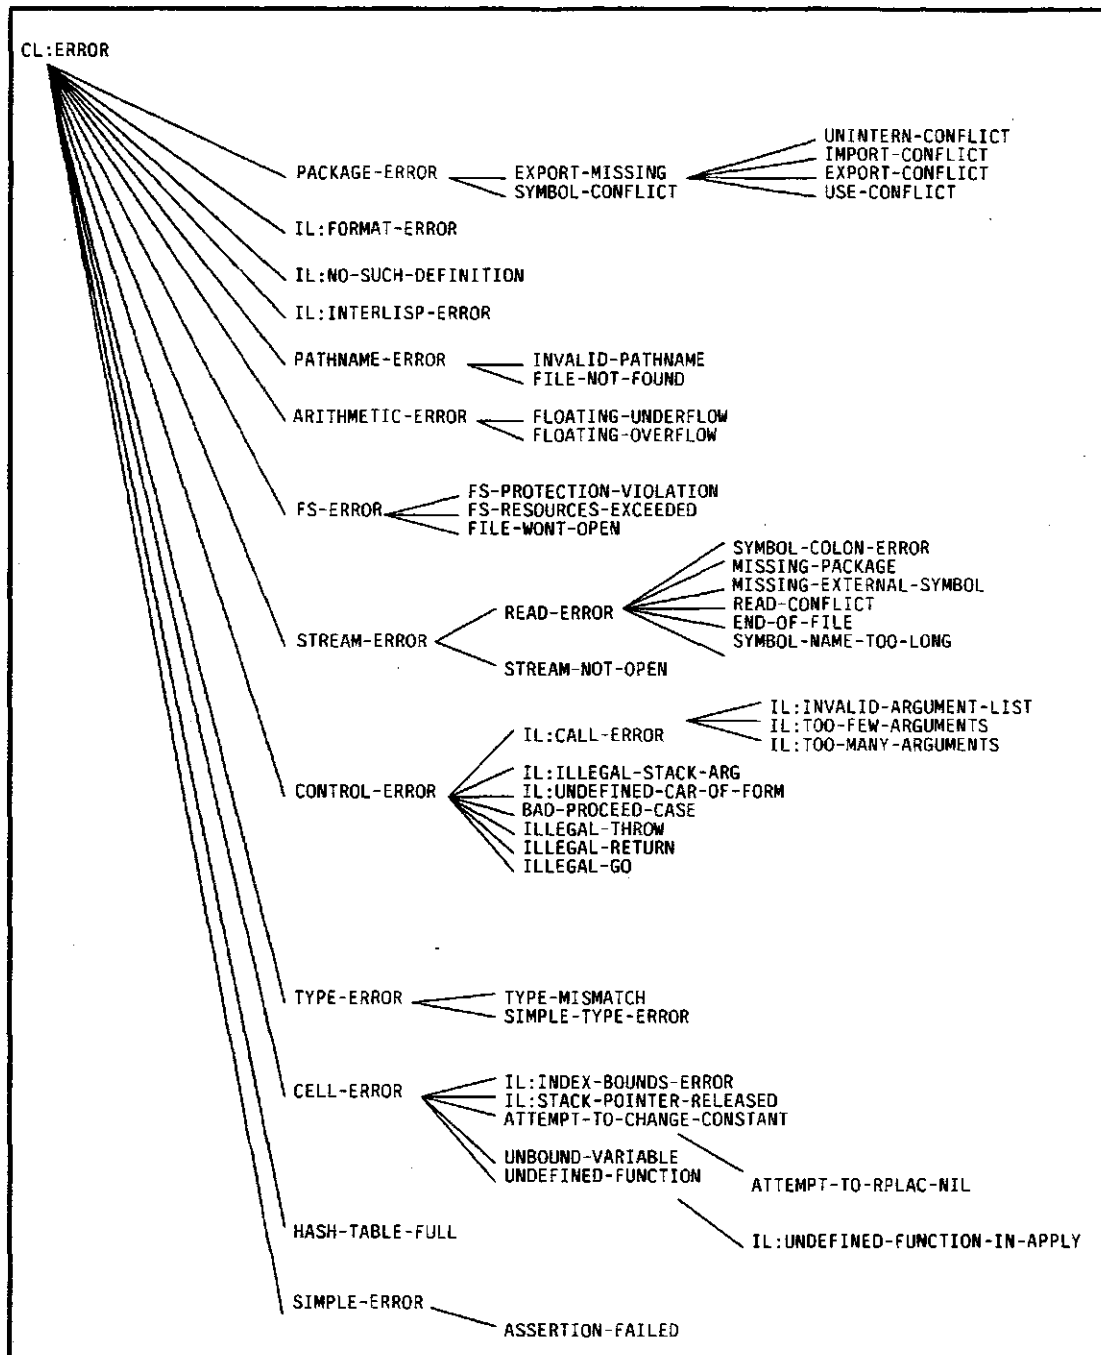 CL:ERROR
UNINTERN-CONFLICT
IMPORT-CONFLICT
PACKAGE-ERROR
EXPORT-MISSING
EXPORT-CONFLICT
SYMBOL-CONFLICT
USE-CONFLICT
IL:FORMAT-ERROR
IL:NO-SUCH-DEFINITION
IL:INTERLISP-ERROR
PATHNAME-ERROR
INVALID-PATHNAME
FILE-NOT-FOUND
ARITHMETIC-ERROR
FLOATING-UNDERFLOW
FLOATING-OVERFLOW
FS-ERROR
FS-PROTECTION-VIOLATION
FS-RESOURCES-EXCEEDED
FILE-WONT-OPEN
STREAM-ERROR
READ-ERROR
SYMBOL-COLON-ERROR
MISSING-PACKAGE
MISSING-EXTERNAL-SYMBOL
READ-CONFLICT
END-OF-FILE
SYMBOL-NAME-TOO-LONG
STREAM-NOT-OPEN
CONTROL-ERROR
IL:CALL-ERROR
IL:INVALID-ARGUMENT-LIST
IL:TOO-FEW-ARGUMENTS
IL:TOO-MANY-ARGUMENTS
IL:ILLEGAL-STACK-ARG
IL:UNDEFINED-CAR-OF-FORM
BAD-PROCEED-CASE
ILLEGAL-THROW
ILLEGAL-RETURN
ILLEGAL-GO
TYPE-ERROR
TYPE-MISMATCH
SIMPLE-TYPE-ERROR
CELL-ERROR
IL:INDEX-BOUNDS-ERROR
IL:STACK-POINTER-RELEASED
ATTEMPT-TO-CHANGE-CONSTANT
UNBOUND-VARIABLE
UNDEFINED-FUNCTION
ATTEMPT-TO-RPLAC-NIL
HASH-TABLE-FULL
IL:UNDEFINED-FUNCTION-IN-APPLY
SIMPLE-ERROR
ASSERTION-FAILED